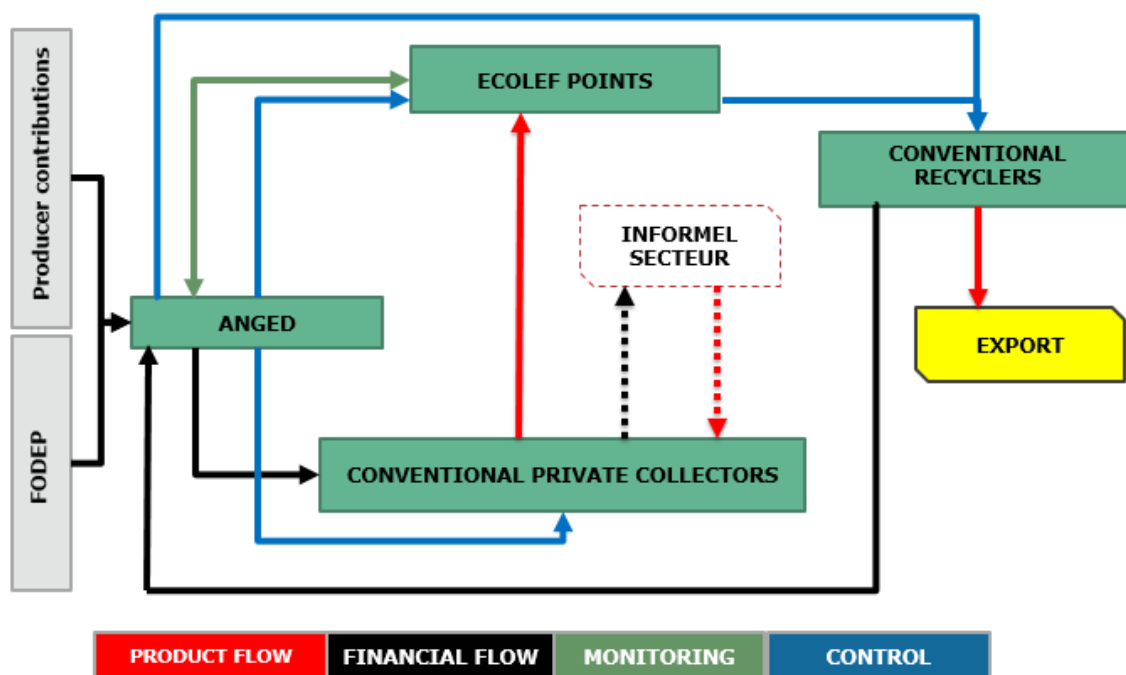 Producer contributions
FODEP
ECOLEF POINTS
CONVENTIONAL
RECYCLERS
INFORMEL
SECTEUR
ANGED
EXPORT
CONVENTIONAL PRIVATE COLLECTORS
PRODUCT FLOW
FINANCIAL FLOW
MONITORING
CONTROL